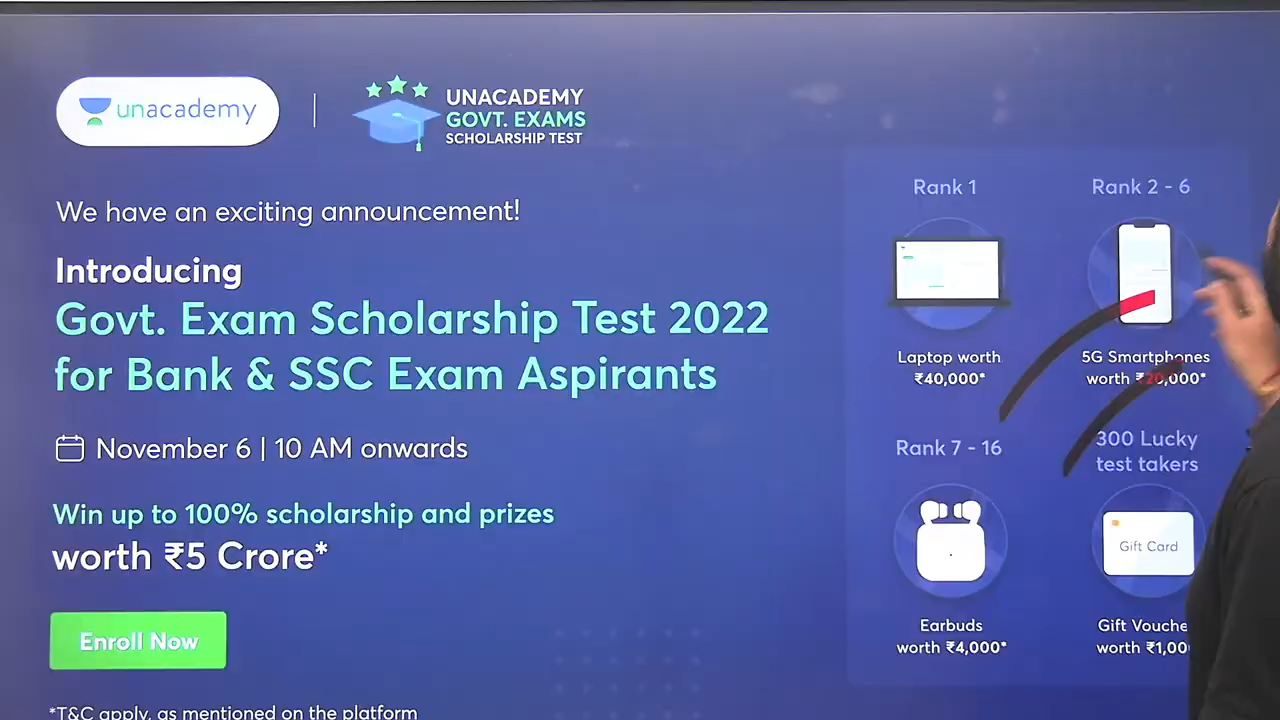 unacademy
UNACADEMY
GOVT. EXAMS
SCHOLARSHIP TEST
We have an exciting announcement!
Introducing
Govt. Exam Scholarship Test 2022
for Bank & SSC Exam Aspirants
November 6 | 10 AM onwards
Win up to 100% scholarship and prizes
worth ₹5 Crore*
Enroll Now
*T&C apply, as mentioned on the platform
Rank 1
Laptop worth
₹40,000*
Rank 2 - 6
5G Smartphones
worth ₹20,000*
Rank 7 - 16
Earbuds
worth ₹4,000*
300 Lucky
test takers
Gift Card
Gift Vouche
worth ₹1,00